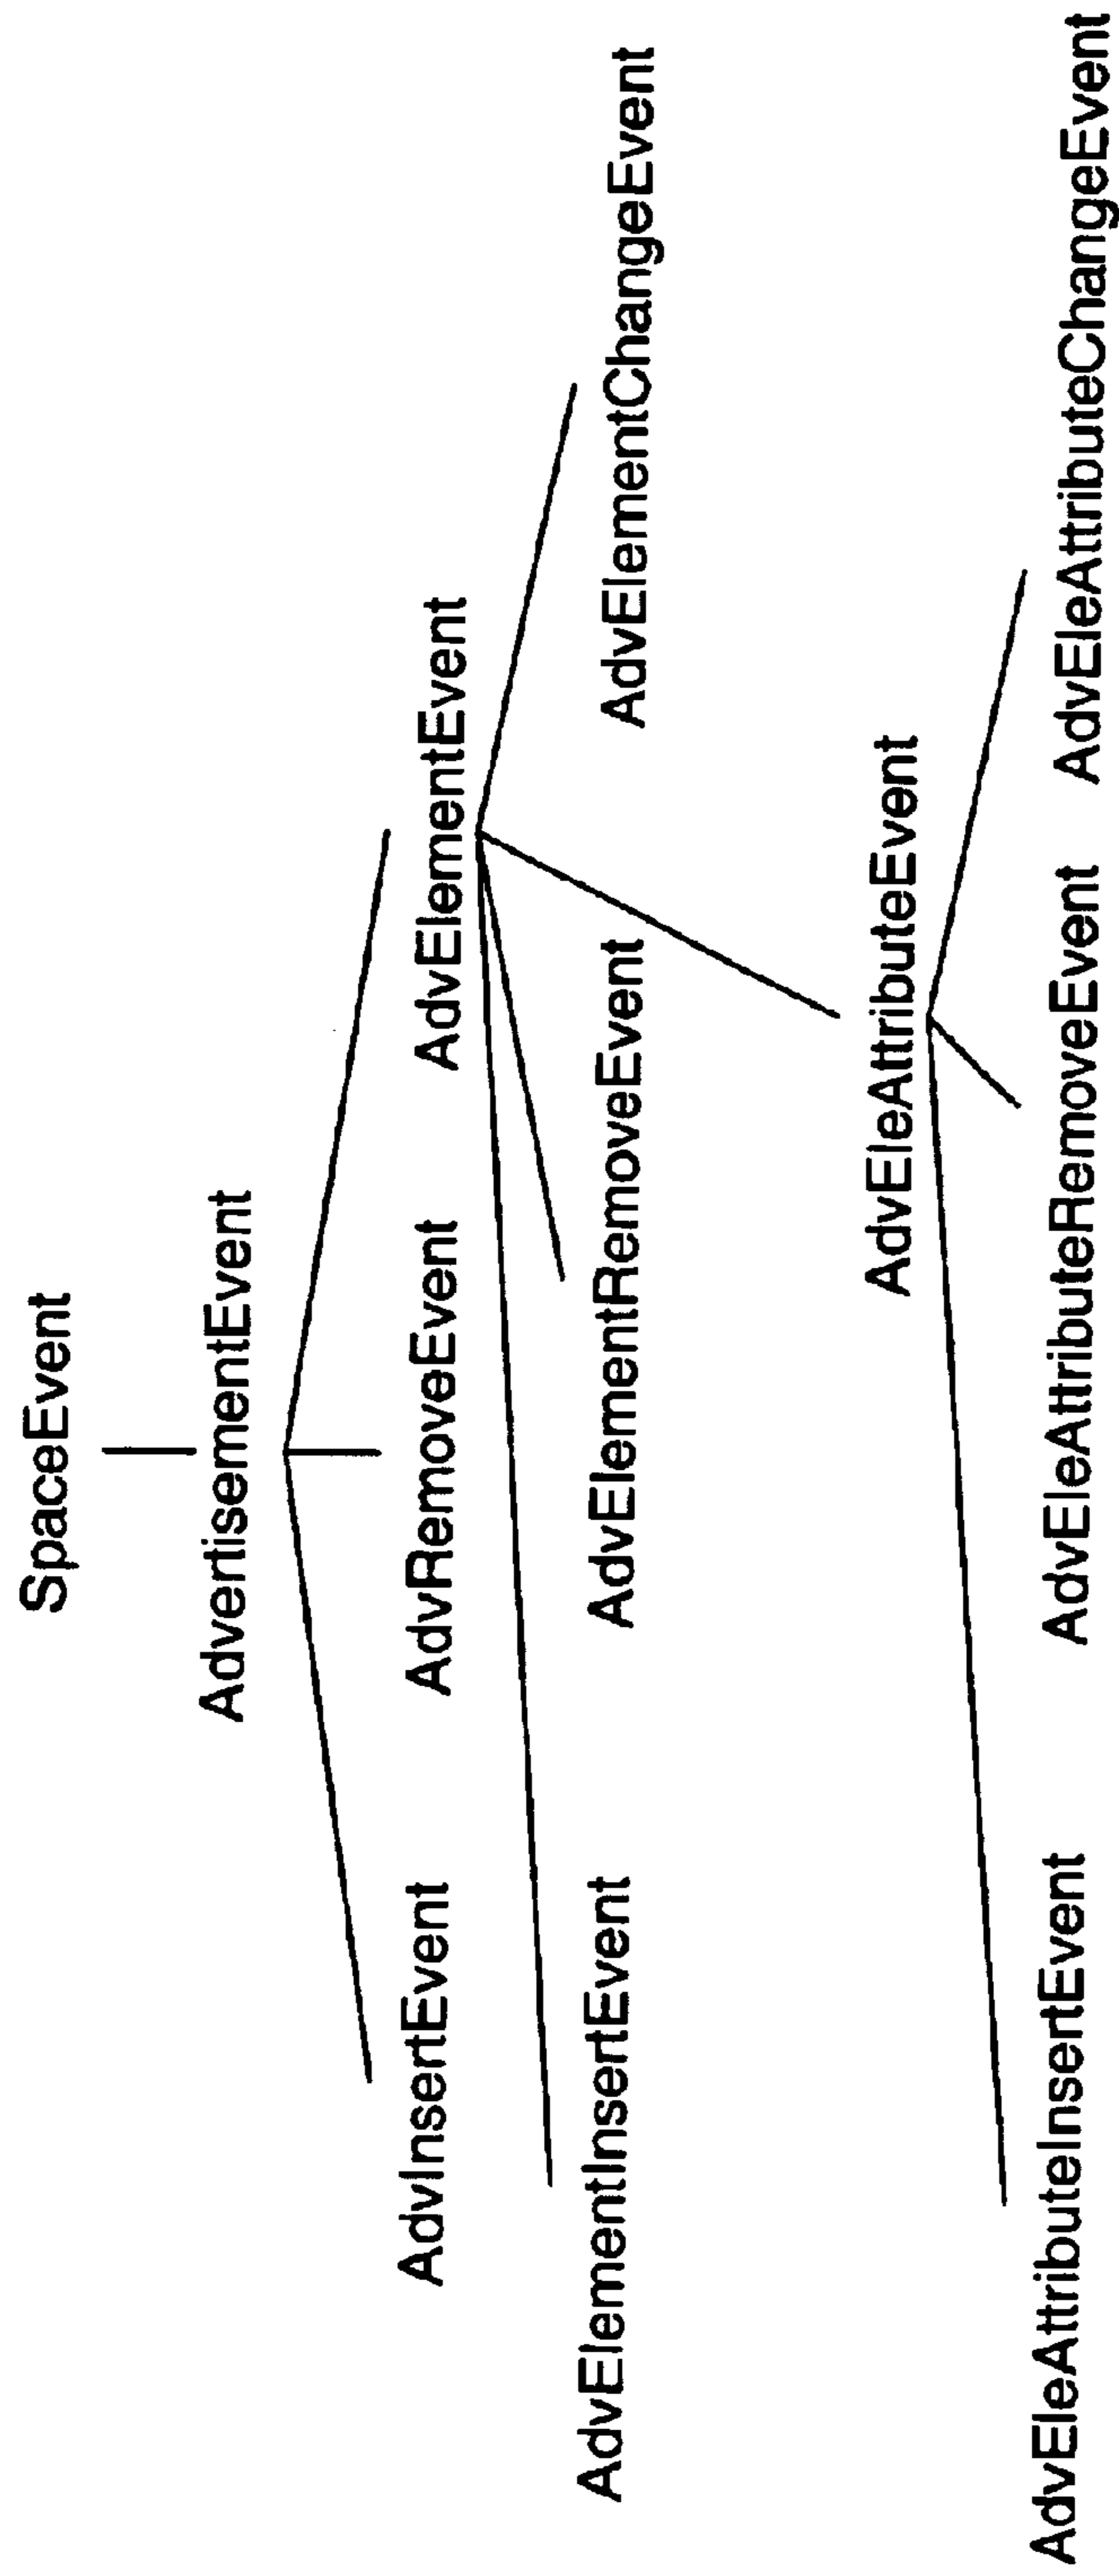 SpaceEvent
AdvertisementEvent
AdvInsertEvent
AdvRemoveEvent
AdvElementEvent
AdvElementInsertEvent
AdvElementRemoveEvent
AdvElementChangeEvent
AdvEleAttributeEvent
AdvEleAttributeInsertEvent
AdvEleAttributeRemoveEvent
AdvEleAttributeChangeEvent